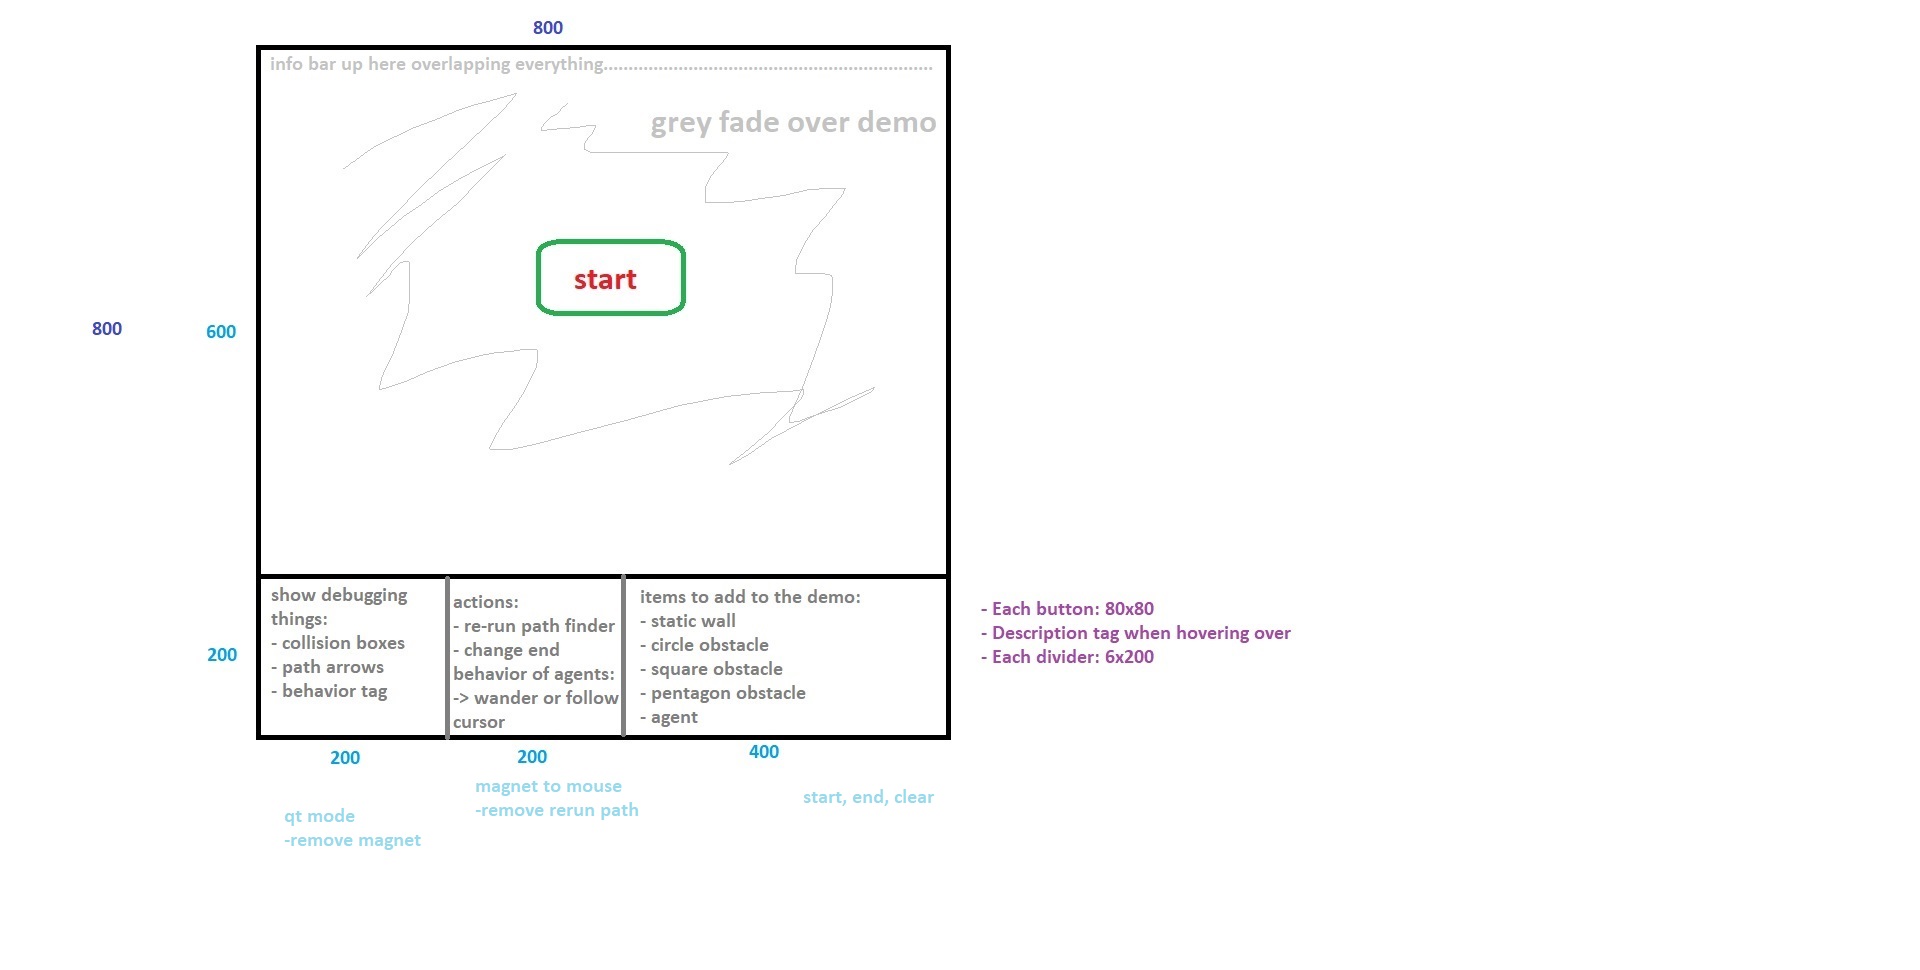 800
info bar up here overlapping everything..................................................................
grey fade over demo
start
800
600
show debugging
things:
- collision boxes
- path arrows
- behavior tag
actions:
- re-run path finder
- change end
behavior of agents:
-> wander or follow
cursor
items to add to the demo:
- static wall
- circle obstacle
- square obstacle
- pentagon obstacle
- agent
- Each button: 80x80
- Description tag when hovering over
- Each divider: 6x200
200
200
200
400
qt mode
-remove magnet
magnet to mouse
-remove rerun path
start, end, clear